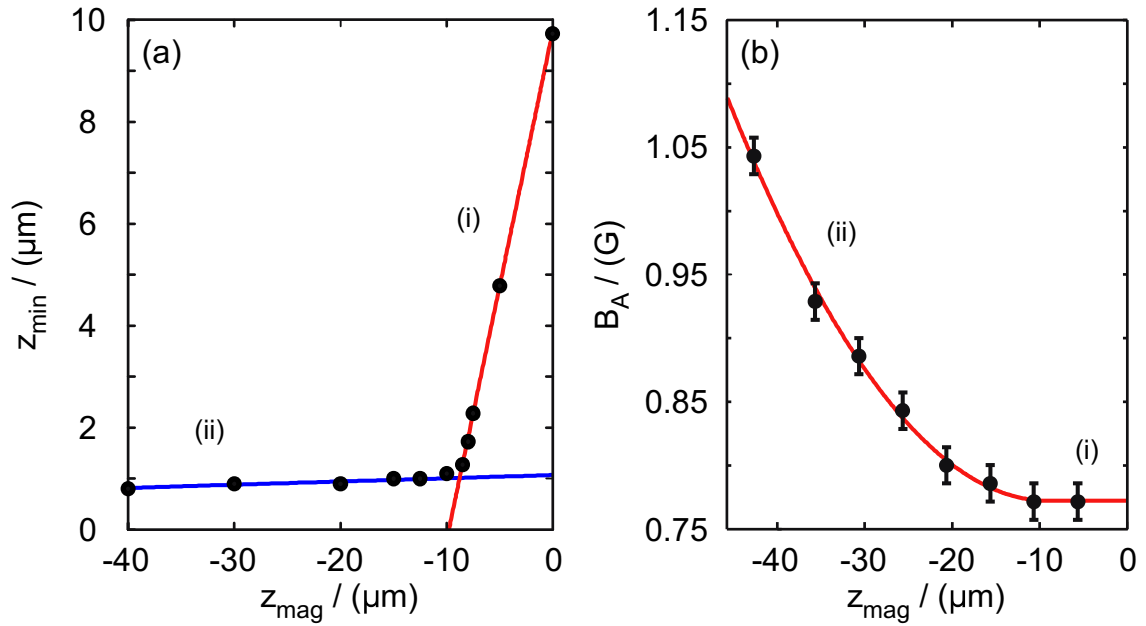 (a)
10
8
6
4
2
0
z_min / (µm)
(i)
(ii)
-40
-30
-20
-10
0
z_mag / (µm)
(b)
1.15
1.05
0.95
0.85
0.75
B_A / (G)
(ii)
(i)
-40
-30
-20
-10
0
z_mag / (µm)